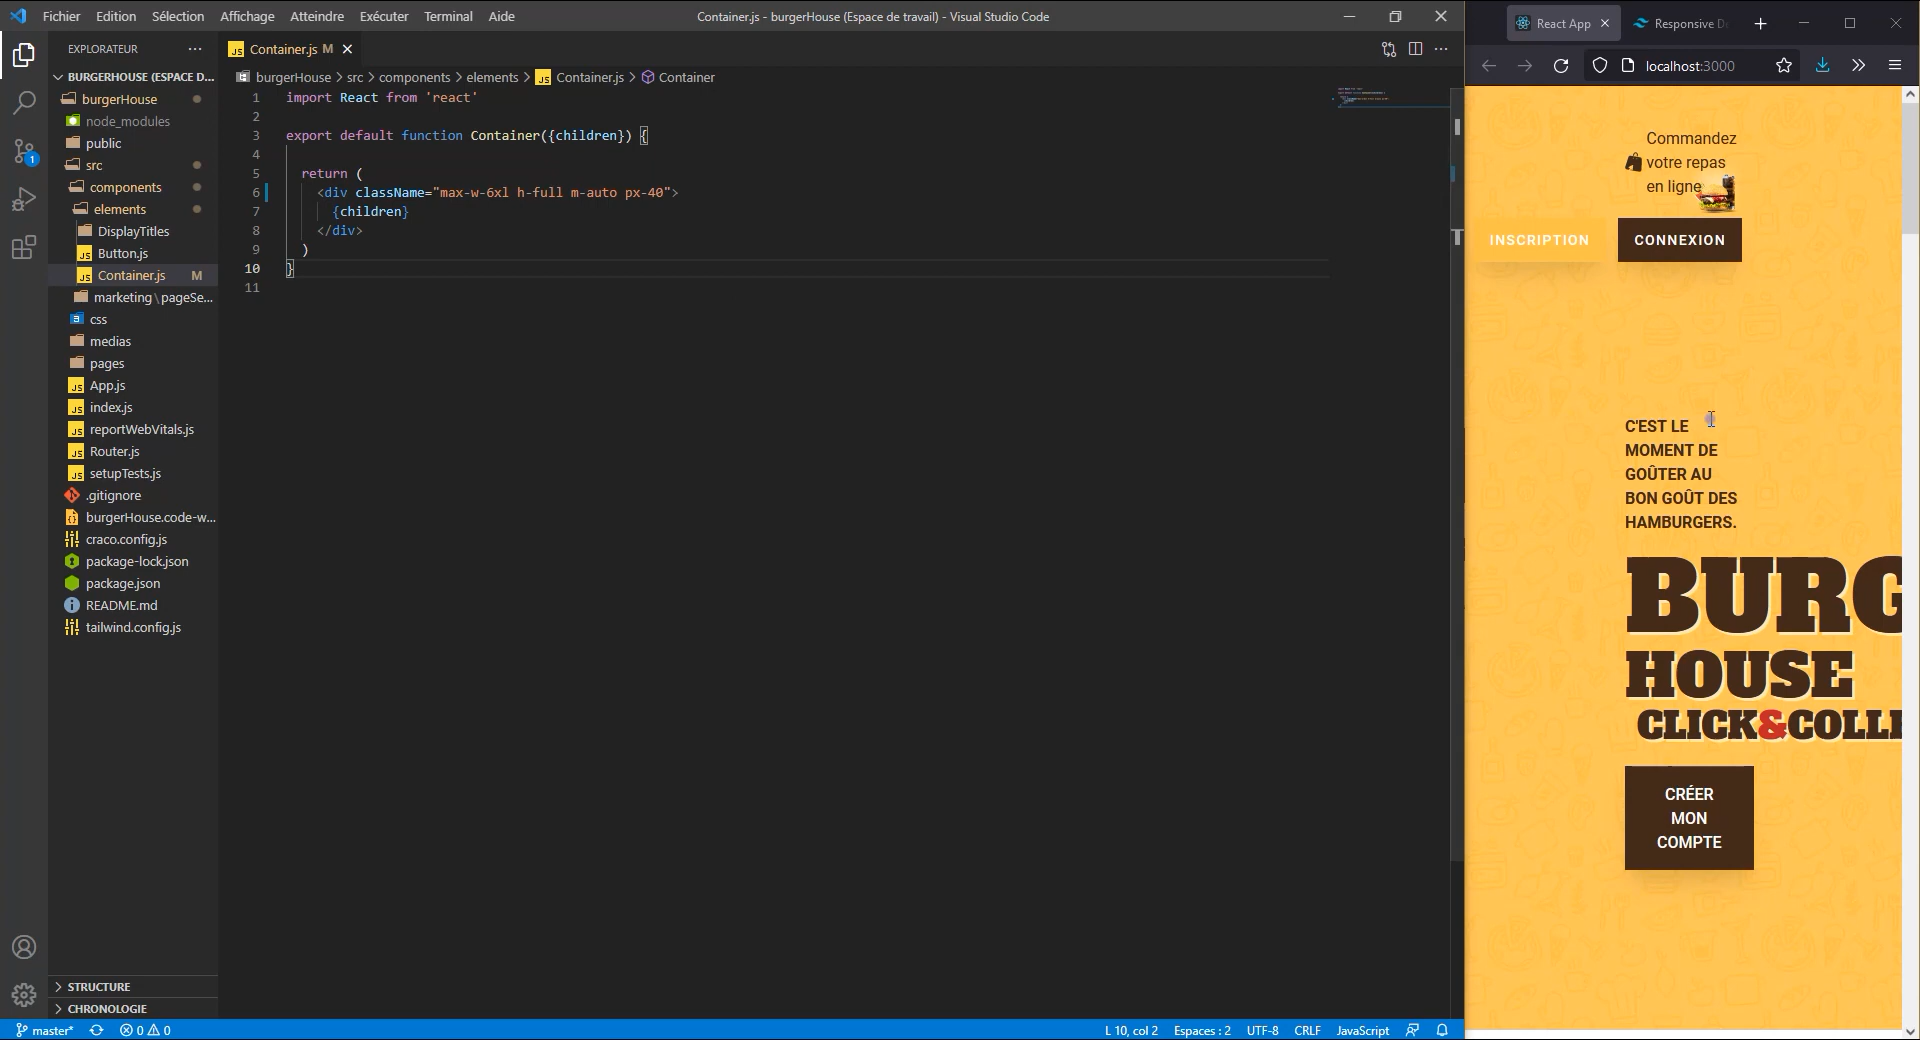 Fichier Edition Sélection Affichage Atteindre Exécuter Terminal Aide
Container.js - burgerHouse (Espace de travail) - Visual Studio Code
EXPLORATEUR
BURGERHOUSE (ESPACE D...
burgerHouse
node_modules
public
src
components
elements
DisplayTitles
Button.js
Container.js M
marketing\pageSe...
css
medias
pages
App.js
index.js
reportWebVitals.js
Router.js
setupTests.js
.gitignore
burgerHouse.code-w...
craco.config.js
package-lock.json
package.json
README.md
tailwind.config.js
STRUCTURE
CHRONOLOGIE
JS Container.js M
burgerHouse > src > components > elements > JS Container.js > Container
1 import React from 'react'
2
3 export default function Container({children}) {
4
5 return (
6 <div className="max-w-6xl h-full m-auto px-40">
7 {children}
8 </div>
9 )
10 }
11
master* 0 0
L 10, col 2 Espaces : 2 UTF-8 CRLF JavaScript
React App
Responsive D
localhost:3000
Commandez
votre repas
en ligne
INSCRIPTION CONNEXION
C'EST LE
MOMENT DE
GOÛTER AU
BON GOÛT DES
HAMBURGERS.
BURG
HOUSE
CLICK&COLLE
CRÉER
MON
COMPTE